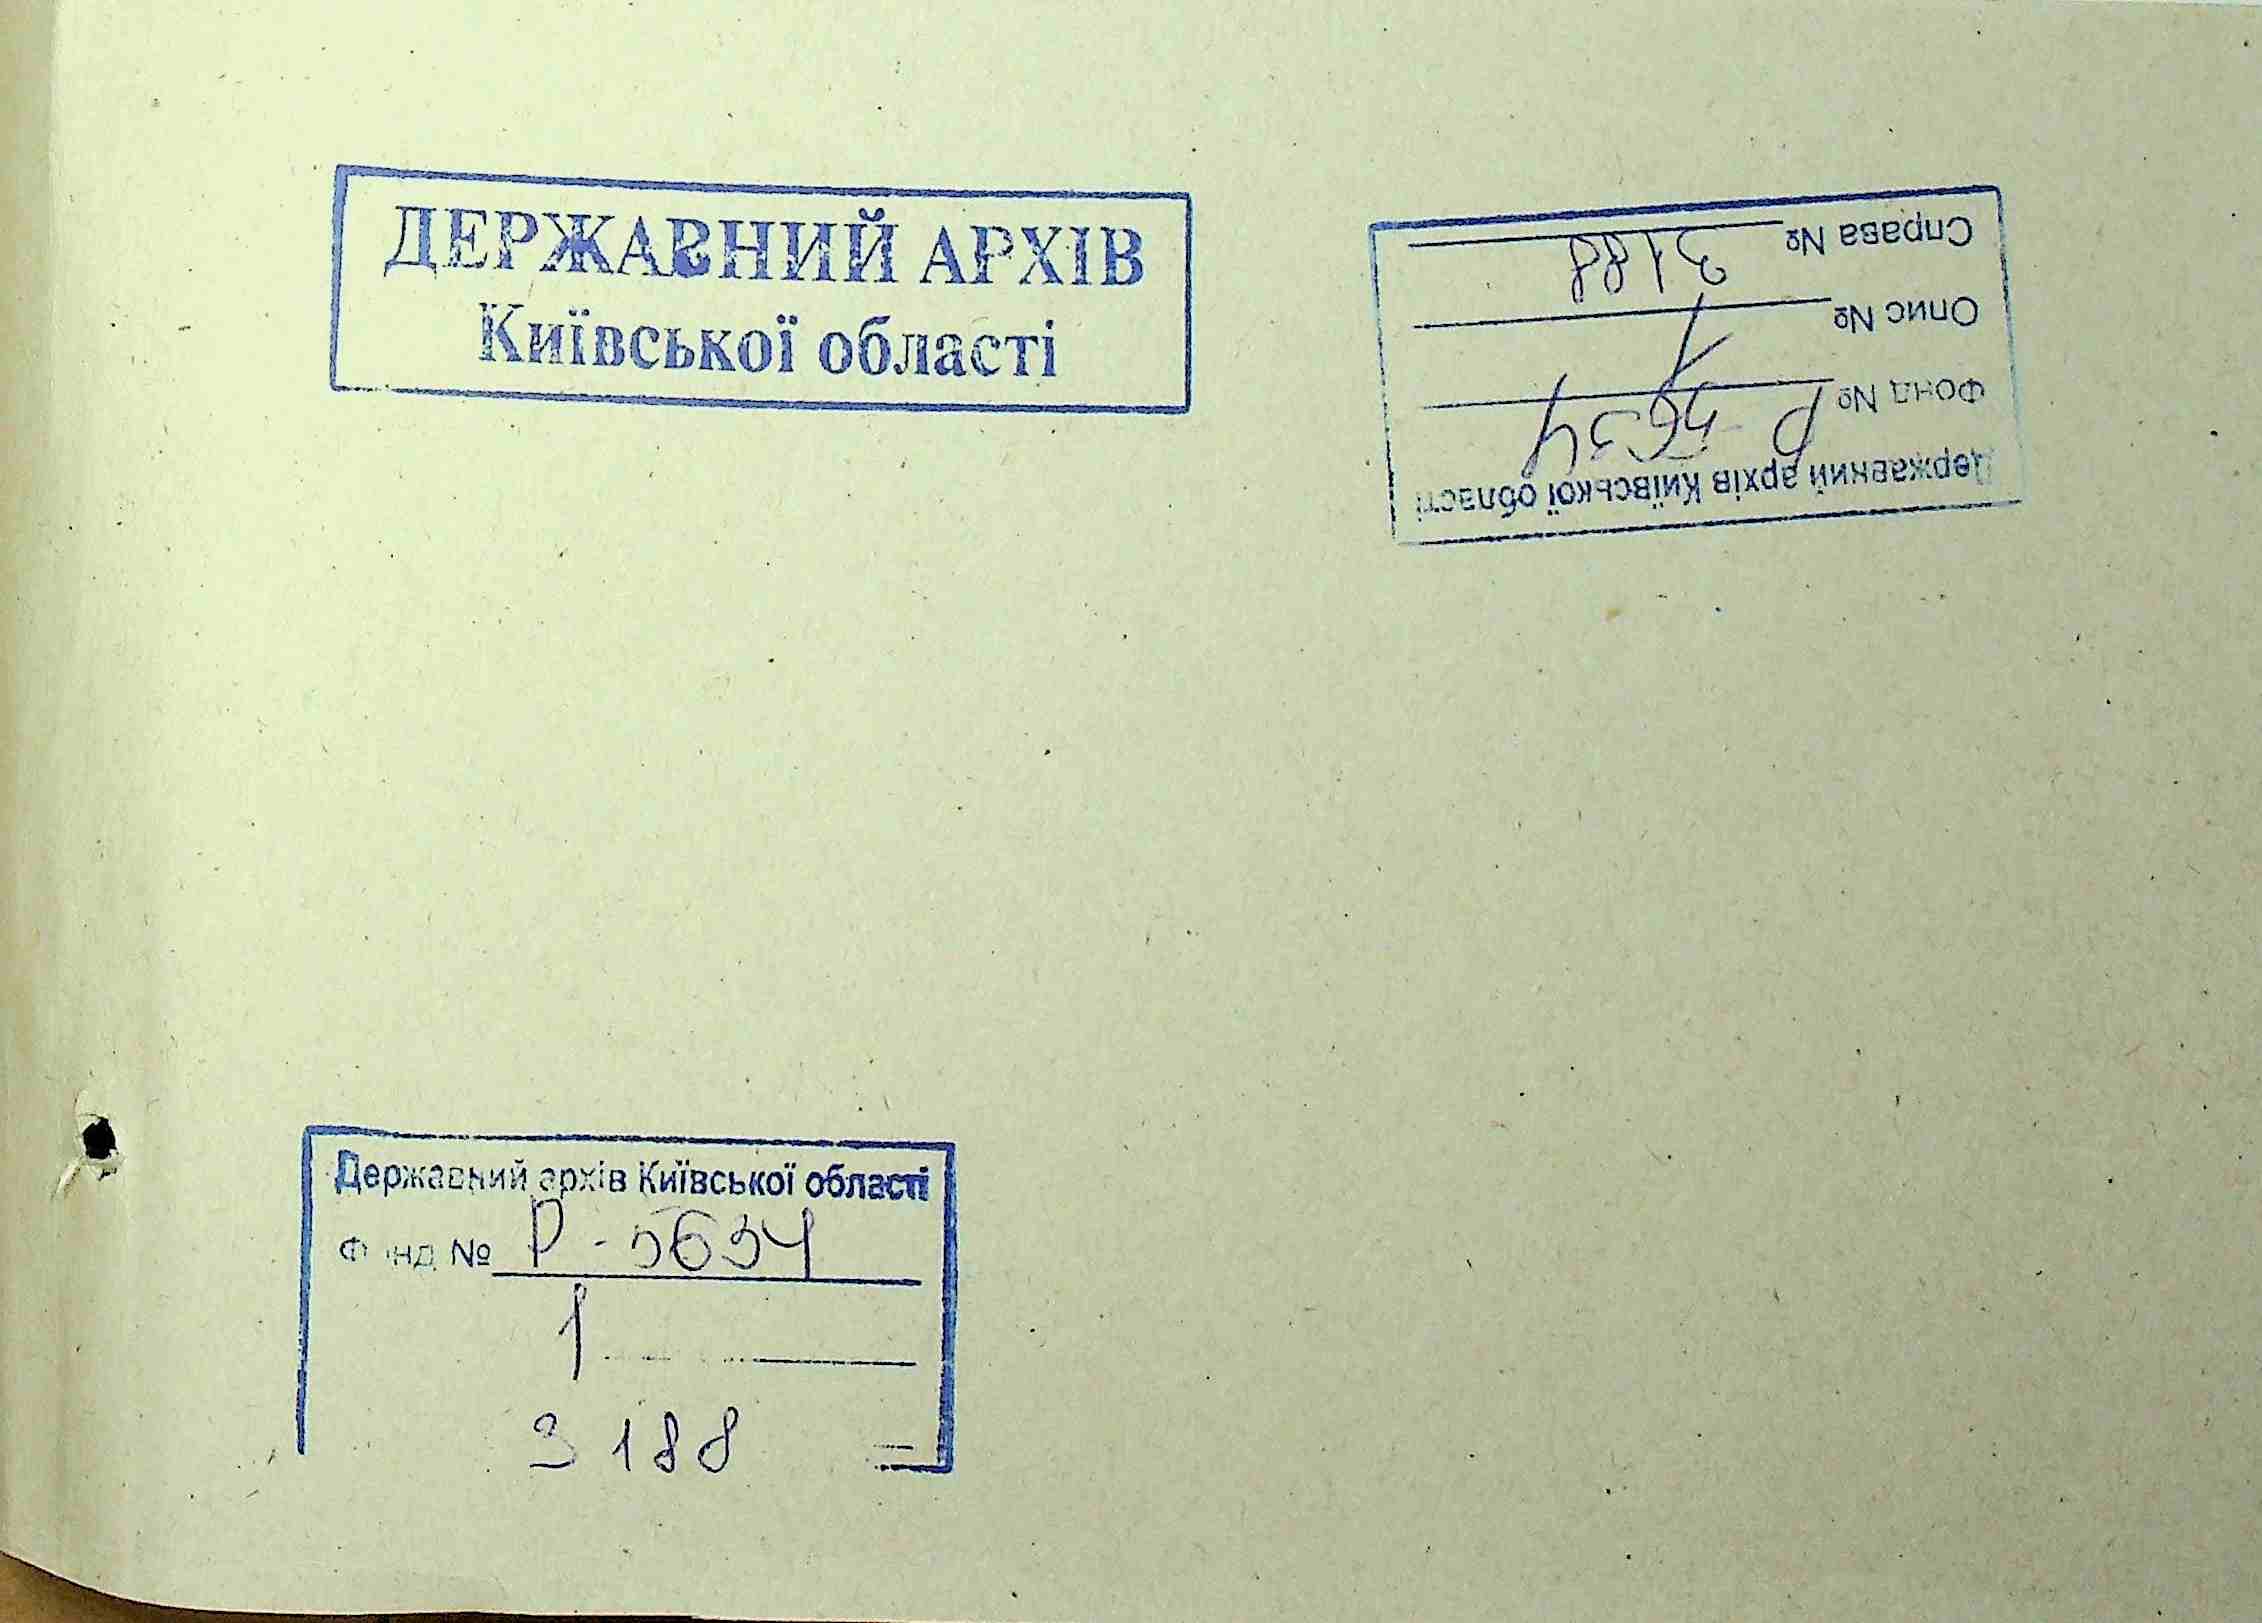 ДЕРЖАВНИЙ АРХІВ
Київської області
Державний архів Київської області
Фонд № Р-5634
Опис № 1
Справа № 3188
Державний архів Київської області
Фонд № Р-5634
1
3188